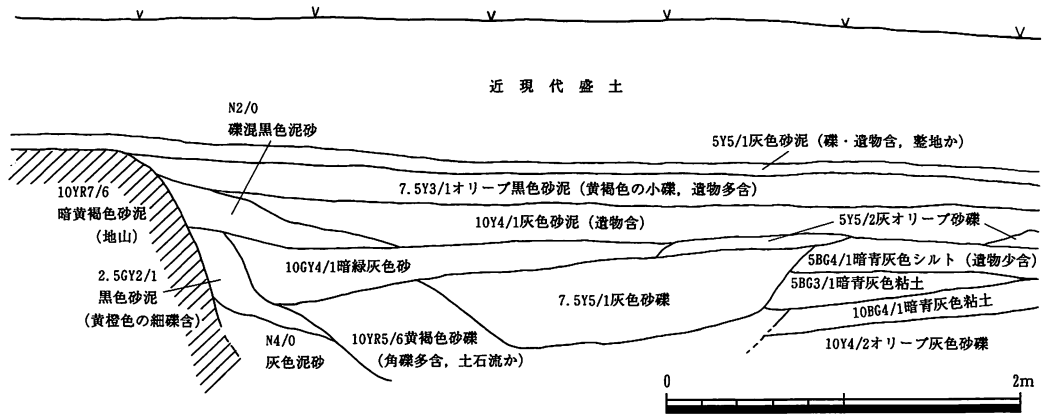 近現代盛土
N2/0
礫混黒色泥砂
5Y5/1灰色砂泥（礫・遺物含，整地か）
10YR7/6
暗黄褐色砂泥
（地山）
7.5Y3/1オリーブ黒色砂泥（黄褐色の小礫，遺物多含）
10Y4/1灰色砂泥（遺物含）
5Y5/2灰オリーブ砂礫
2.5GY2/1
黒色砂泥
（黄橙色の細礫含）
10GY4/1暗緑灰色砂
5BG4/1暗青灰色シルト（遺物少含）
5BG3/1暗青灰色粘土
7.5Y5/1灰色砂礫
10BG4/1暗青灰色粘土
N4/0
灰色泥砂
10YR5/6黄褐色砂礫
（角礫多含，土石流か）
10Y4/2オリーブ灰色砂礫
0
2m